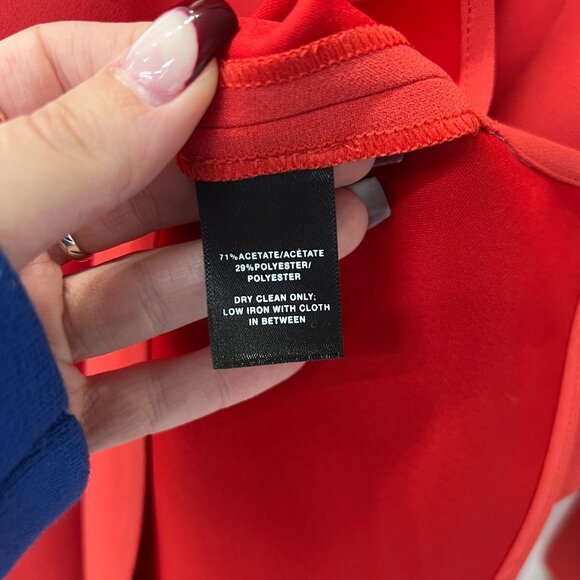 71%ACETATE/ACÉTATE
29%POLYESTER/
POLYESTER
DRY CLEAN ONLY;
LOW IRON WITH CLOTH
IN BETWEEN